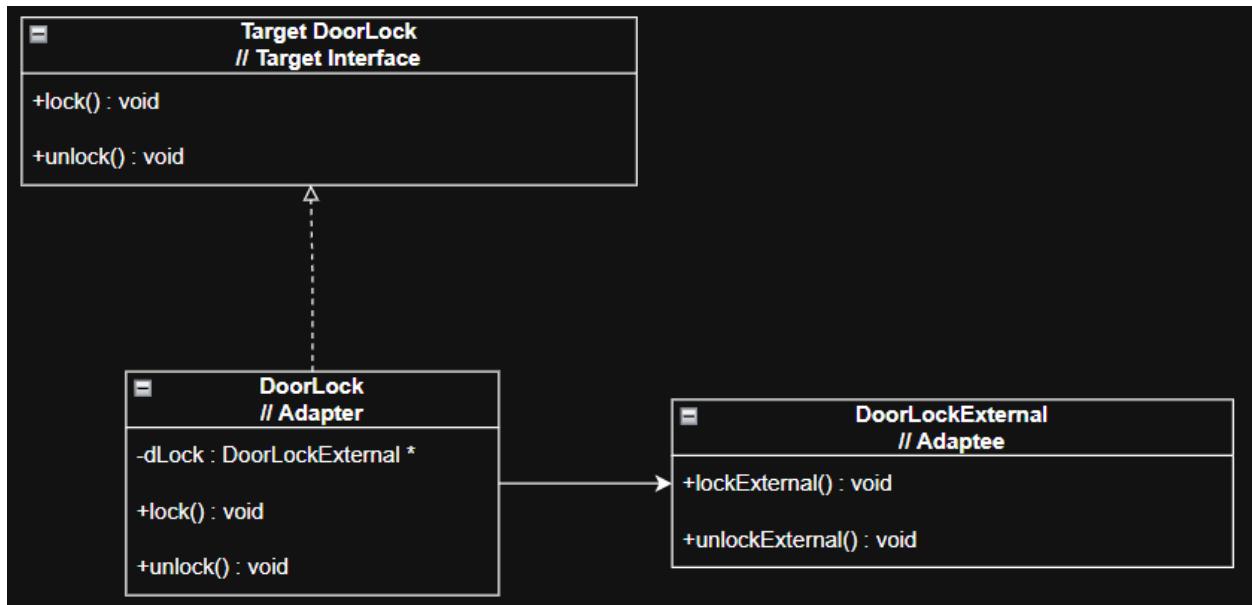 Target DoorLock
// Target Interface
+lock() : void
+unlock() : void
DoorLock
// Adapter
-dLock : DoorLockExternal *
+lock() : void
+unlock() : void
DoorLockExternal
// Adaptee
+lockExternal() : void
+unlockExternal() : void